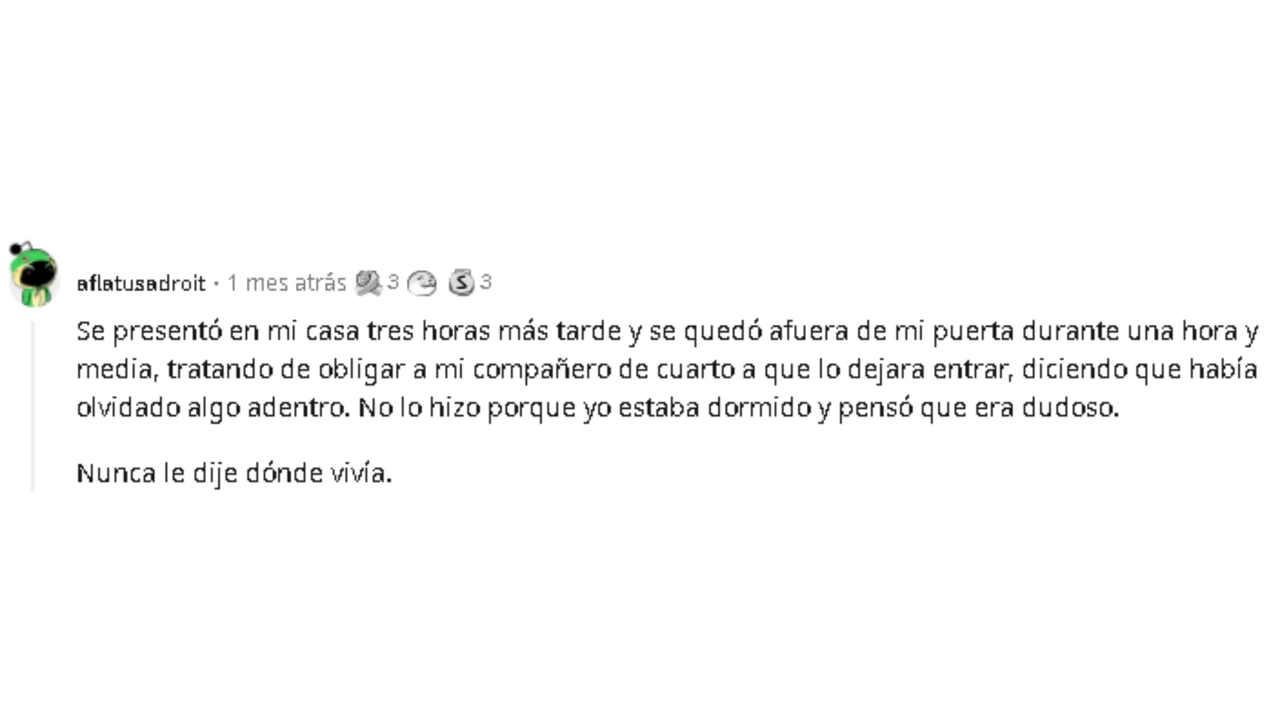 aflatusadroit · 1 mes atrás 3 S 3
Se presentó en mi casa tres horas más tarde y se quedó afuera de mi puerta durante una hora y
media, tratando de obligar a mi compañero de cuarto a que lo dejara entrar, diciendo que había
olvidado algo adentro. No lo hizo porque yo estaba dormido y pensó que era dudoso.
Nunca le dije dónde vivía.